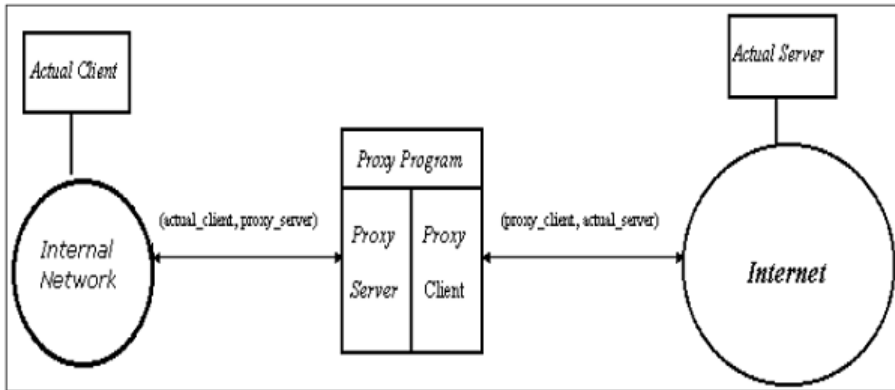 Actual Client
Actual Server
Proxy Program
(actual_client, proxy_server)
(proxy_client, actual_server)
Internal
Network
Proxy
Server
Proxy
Client
Internet